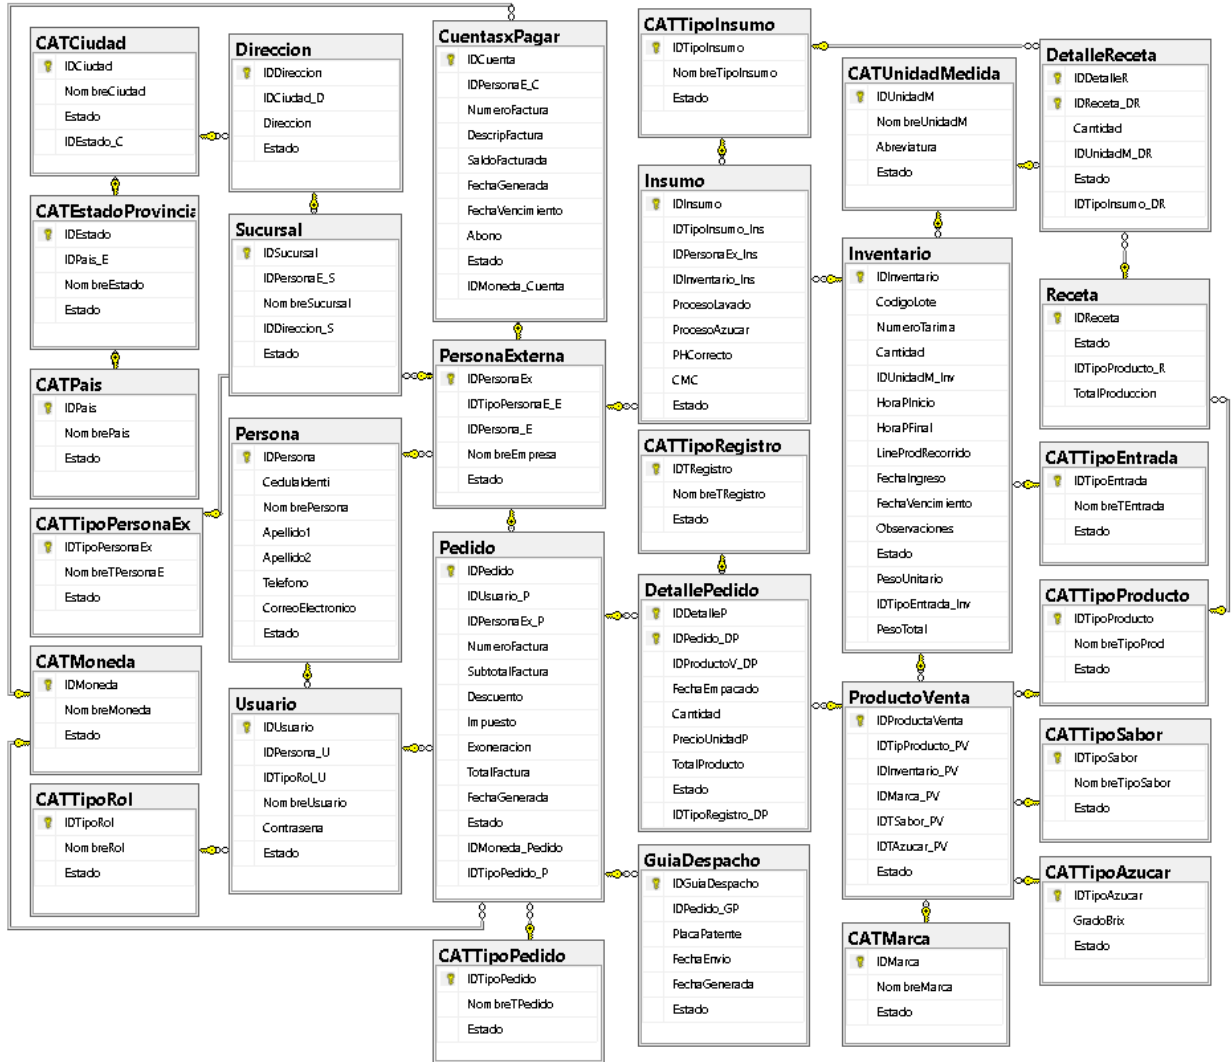 CATCiudad
IDCiudad
NombreCiudad
Estado
IDEstado_C
CATEstadoProvincia
IDEstado
IDPais_E
NombreEstado
Estado
CATPais
IDPais
NombrePais
Estado
CATTipoPersonaEx
IDTipoPersonaEx
NombreTPersonaE
Estado
CATMoneda
IDMoneda
NombreMoneda
Estado
CATTipoRol
IDTipoRol
NombreRol
Estado
Direccion
IDDireccion
IDCiudad_D
Direccion
Estado
Sucursal
IDSucursal
IDPersonaE_S
NombreSucursal
IDDireccion_S
Estado
Persona
IDPersona
CedulaIdenti
NombrePersona
Apellido1
Apellido2
Telefono
CorreoElectronico
Estado
Usuario
IDUsuario
IDPersona_U
IDTipoRol_U
NombreUsuario
Contrasena
Estado
CuentasxPagar
IDCuenta
IDPersonaE_C
NumeroFactura
DescripFactura
SaldoFacturada
FechaGenerada
FechaVencimiento
Abono
Estado
IDMoneda_Cuenta
PersonaExterna
IDPersonaEx
IDTipoPersonaE_E
IDPersona_E
NombreEmpresa
Estado
Pedido
IDPedido
IDUsuario_P
IDPersonaEx_P
NumeroFactura
SubtotalFactura
Descuento
Impuesto
Exoneracion
TotalFactura
FechaGenerada
Estado
IDMoneda_Pedido
IDTipoPedido_P
CATTipoPedido
IDTipoPedido
NombreTPedido
Estado
CATTipoInsumo
IDTipoInsumo
NombreTipoInsumo
Estado
Insumo
IDInsumo
IDTipoInsumo_Ins
IDPersonaEx_Ins
IDInventario_Ins
ProcesoLavado
ProcesoAzucar
PHCorrecto
CMC
Estado
CATTipoRegistro
IDTRegistro
NombreTRegistro
Estado
DetallePedido
IDDetalleP
IDPedido_DP
IDProductoV_DP
FechaEmpacado
Cantidad
PrecioUnidadP
TotalProducto
Estado
IDTipoRegistro_DP
GuiaDespacho
IDGuiaDespacho
IDPedido_GP
PlacaPatente
FechaEnvio
FechaGenerada
Estado
CATUnidadMedida
IDUnidadM
NombreUnidadM
Abreviatura
Estado
Inventario
IDInventario
CodigoLote
NumeroTarima
Cantidad
IDUnidadM_Inv
HoraPInicio
HoraPFinal
LineProdRecorrido
FechaIngreso
FechaVencimiento
Observaciones
Estado
PesoUnitario
IDTipoEntrada_Inv
PesoTotal
ProductoVenta
IDProductaVenta
IDTipProducto_PV
IDInventario_PV
IDMarca_PV
IDTSabor_PV
IDTAzucar_PV
Estado
CATMarca
IDMarca
NombreMarca
Estado
DetalleReceta
IDDetalleR
IDReceta_DR
Cantidad
IDUnidadM_DR
Estado
IDTipoInsumo_DR
Receta
IDReceta
Estado
IDTipoProducto_R
TotalProduccion
CATTipoEntrada
IDTipoEntrada
NombreTEntrada
Estado
CATTipoProducto
IDTipoProducto
NombreTipoProd
Estado
CATTipoSabor
IDTipoSabor
NombreTipoSabor
Estado
CATTipoAzucar
IDTipoAzucar
GradoBrix
Estado